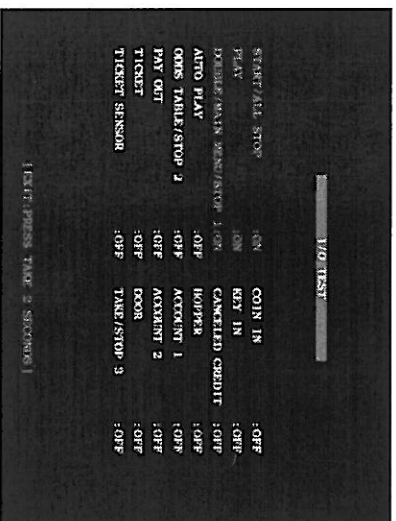 I/O TEST
START/ALL STOP :ON COIN IN :OFF
PLAY :ON KEY IN :OFF
DOUBLE/MAIN MENU/STOP 1:ON CANCELED CREDIT :OFF
AUTO PLAY :OFF HOPPER :OFF
ODDS TABLE/STOP 2 :OFF ACCOUNT 1 :OFF
PAY OUT :OFF ACCOUNT 2 :OFF
TICKET :OFF DOOR :OFF
TICKET SENSOR :OFF TAKE/STOP 3 :OFF
[EXIT:PRESS TAKE 2 SECONDS]